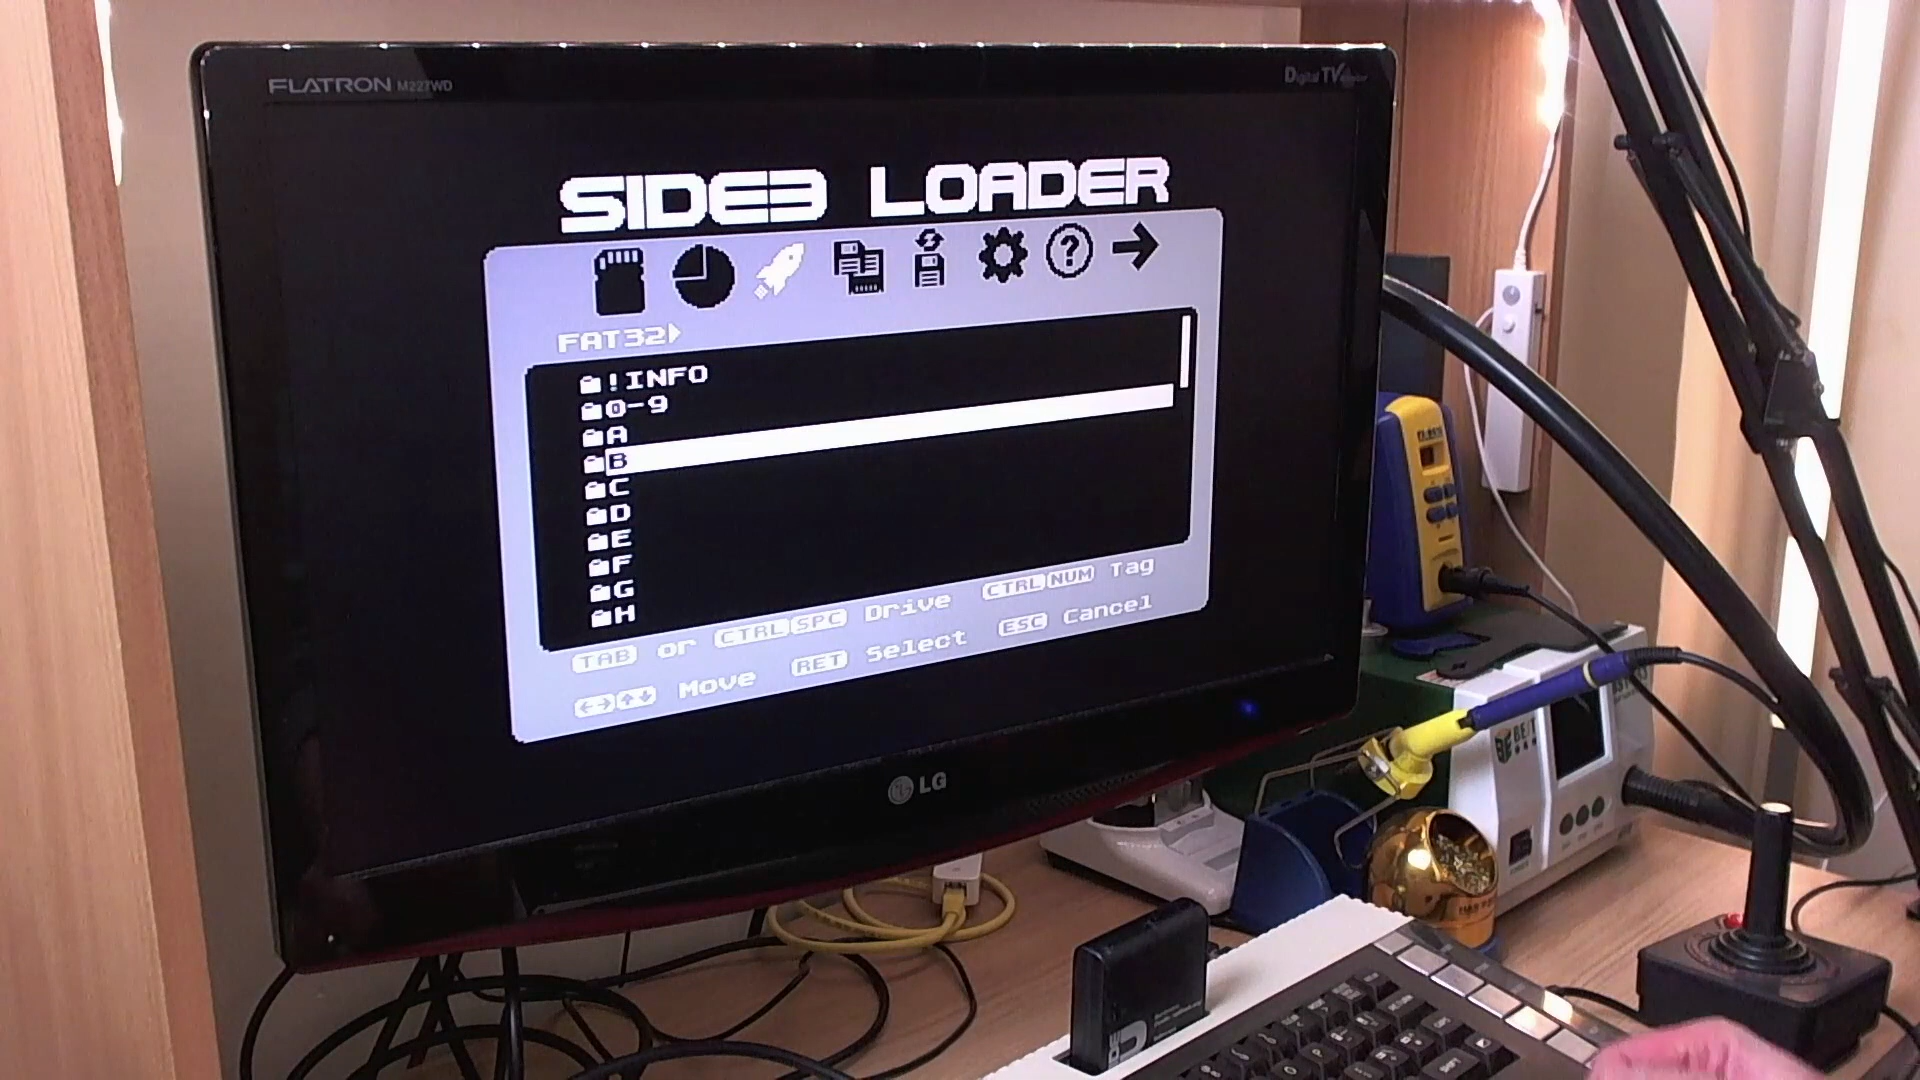 FLATRON M227WD
Digital TV
SIDE3 LOADER
FAT32
!INFO
0-9
A
B
C
D
E
F
G
H
TAB or CTRL SPC Drive CTRL NUM Tag
Move RET Select ESC Cancel
LG
BEST